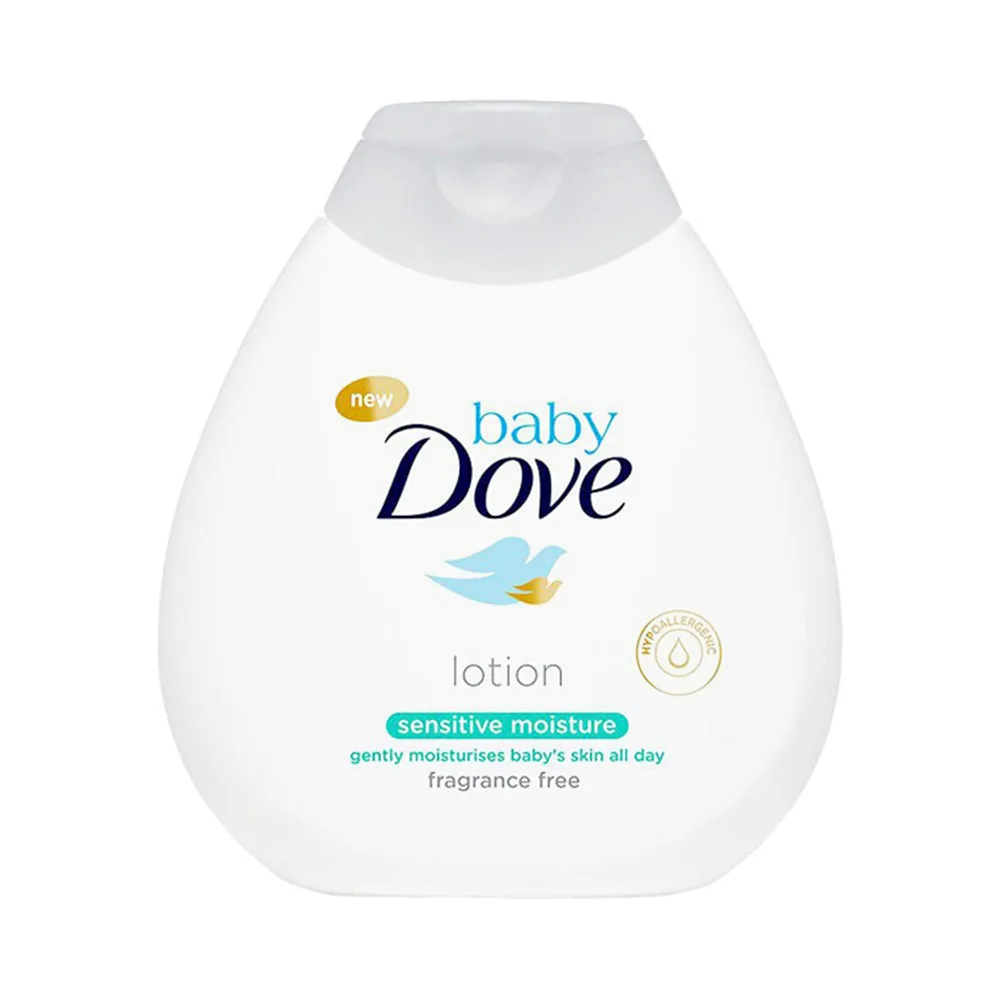 new
baby
Dove
HYPOALLERGENIC
lotion
sensitive moisture
gently moisturises baby's skin all day
fragrance free